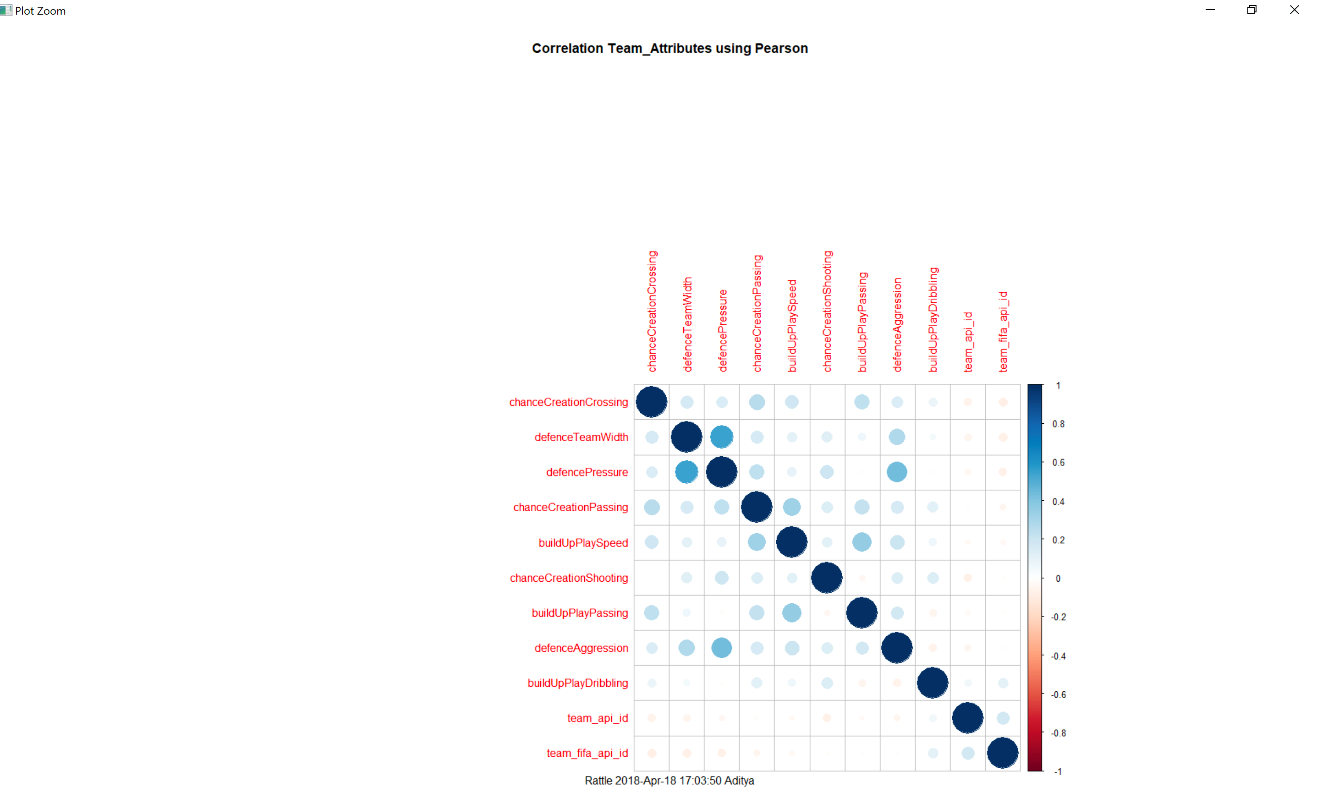 Plot Zoom
Correlation Team_Attributes using Pearson
chanceCreationCrossing
defenceTeamWidth
defencePressure
chanceCreationPassing
buildUpPlaySpeed
chanceCreationShooting
buildUpPlayPassing
defenceAggression
buildUpPlayDribbling
team_api_id
team_fifa_api_id
chanceCreationCrossing
defenceTeamWidth
defencePressure
chanceCreationPassing
buildUpPlaySpeed
chanceCreationShooting
buildUpPlayPassing
defenceAggression
buildUpPlayDribbling
team_api_id
team_fifa_api_id
1
0.8
0.6
0.4
0.2
0
-0.2
-0.4
-0.6
-0.8
-1
Rattle 2018-Apr-18 17:03:50 Aditya